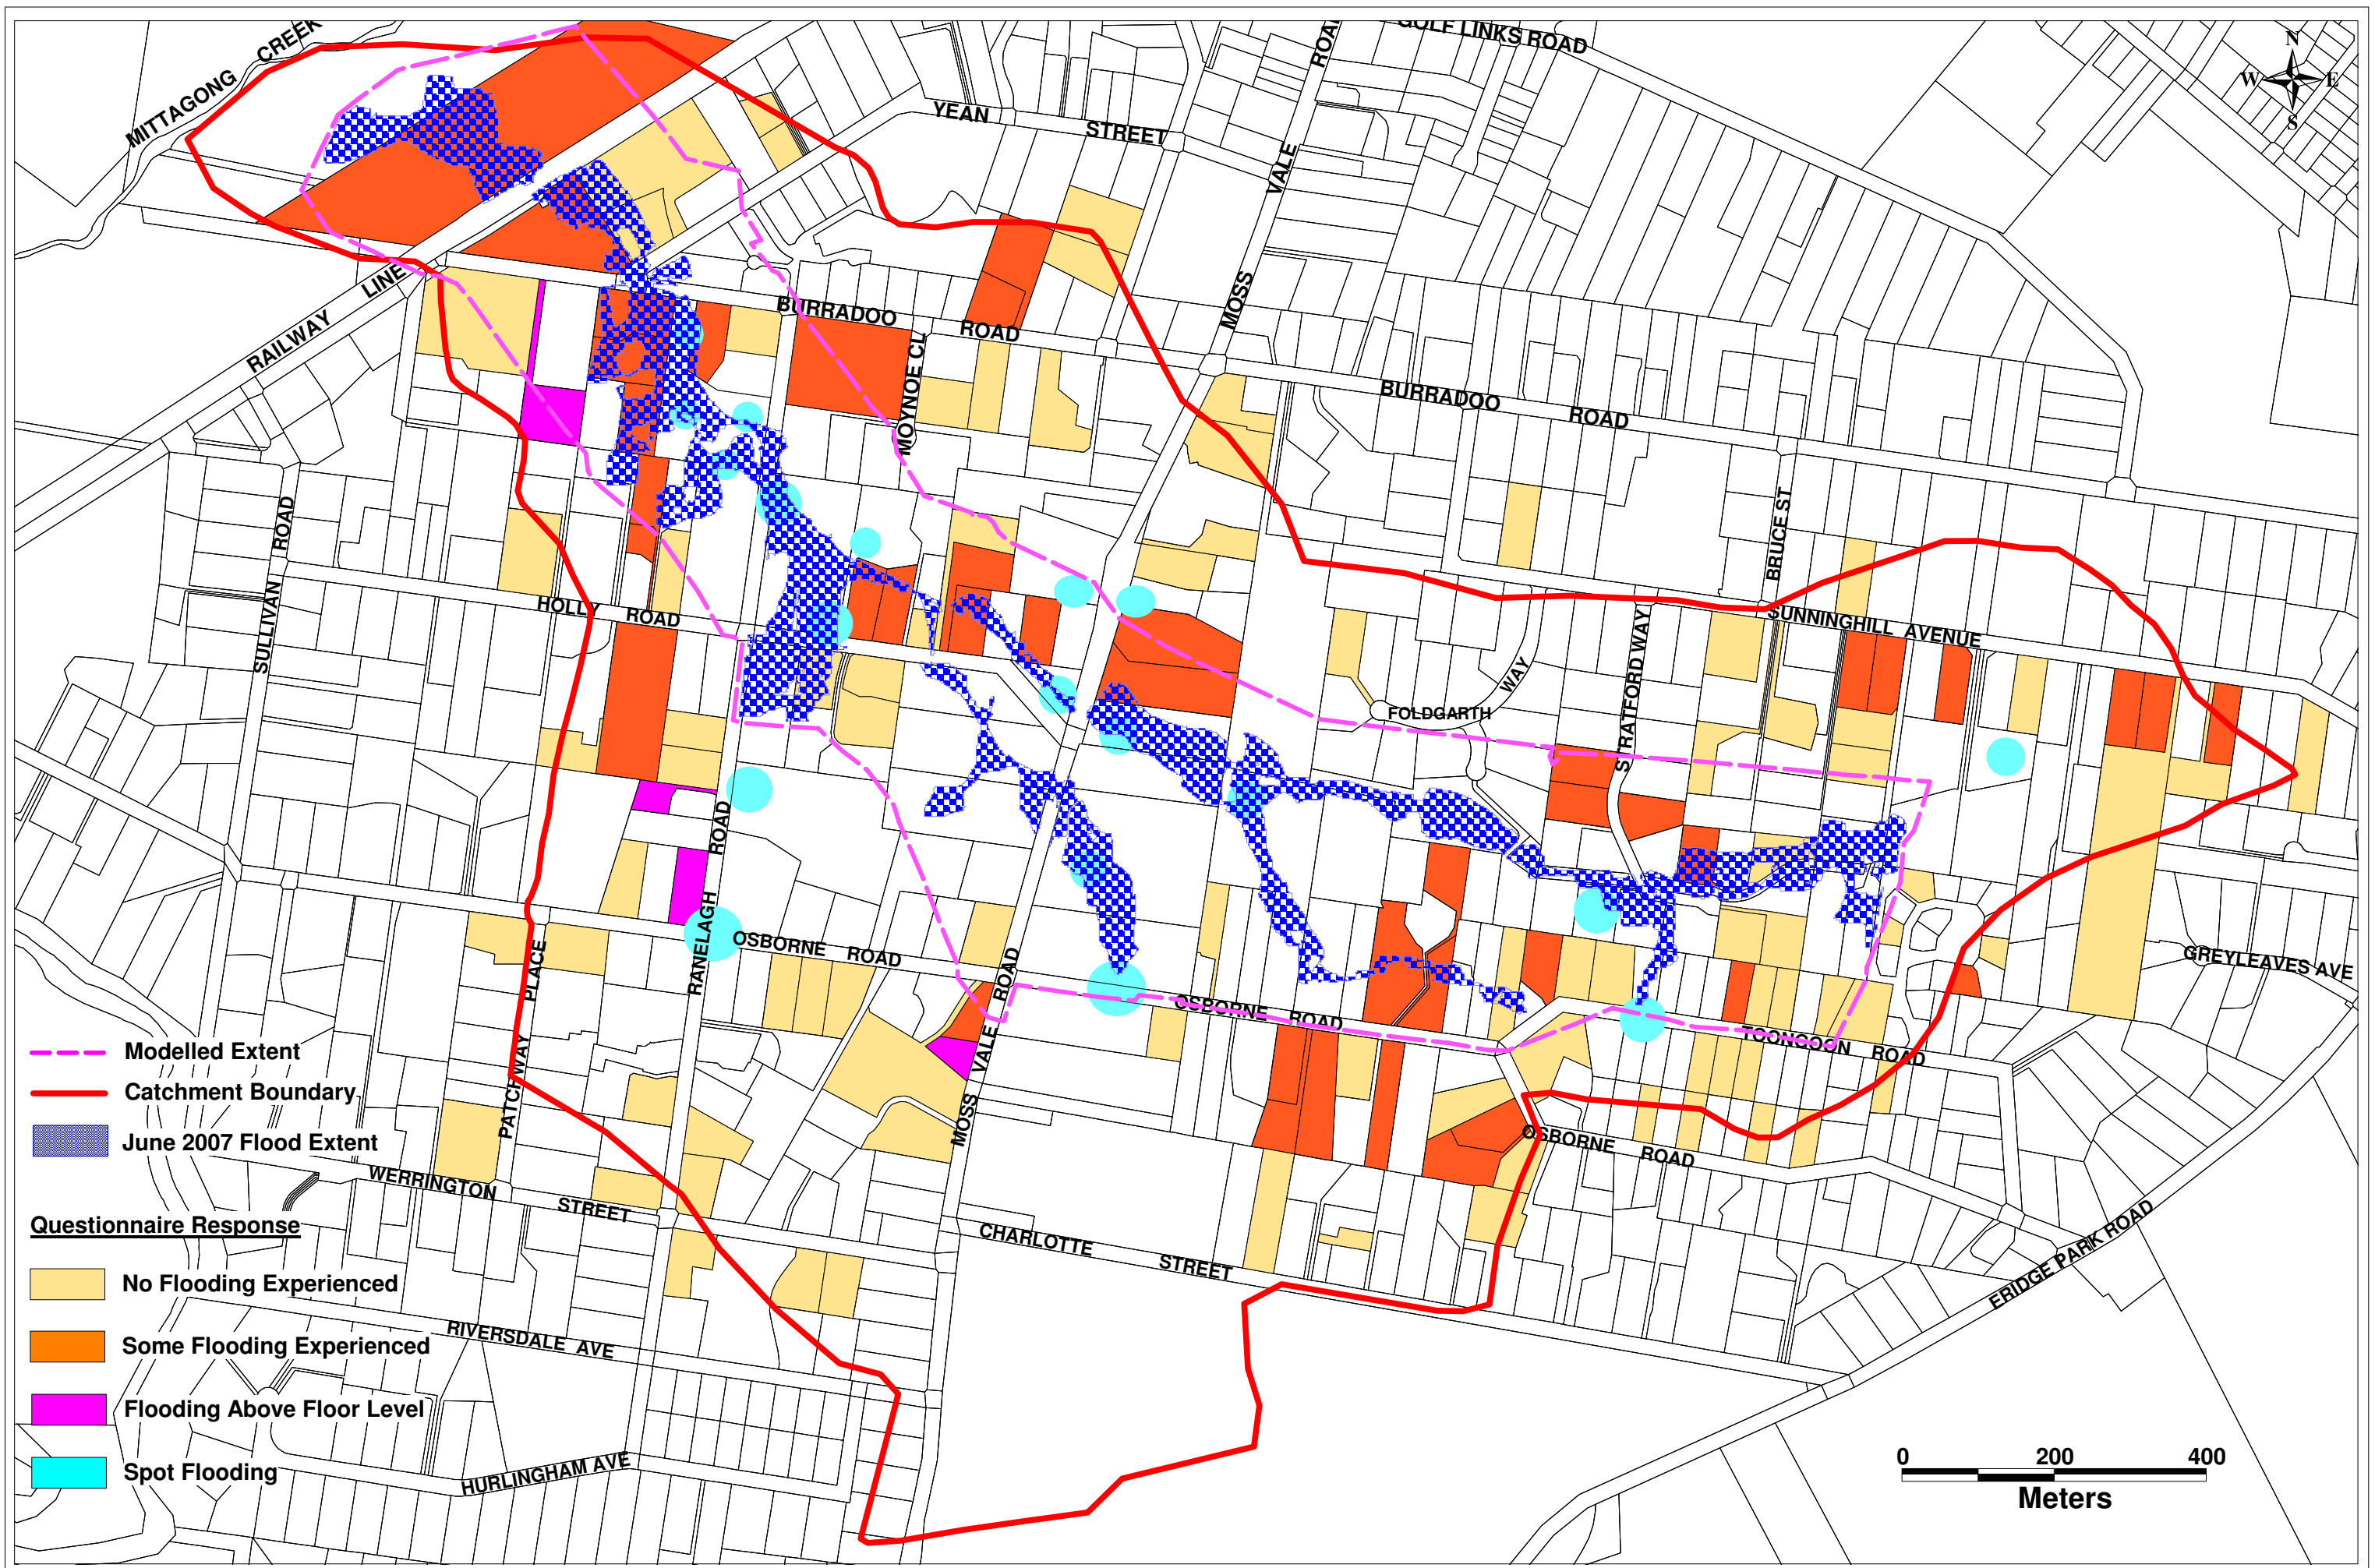 MITTAGONG CREEK
GOLF LINKS ROAD
N
W E
S
YEAN STREET
MOSS VALE ROAD
RAILWAY LINE
BURRADOO ROAD
MOYNOE CL
BURRADOO ROAD
SULLIVAN ROAD
BRUCE ST
HOLLY ROAD
SUNNINGHILL AVENUE
STRATFORD WAY
FOLDGARTH WAY
RANELAGH ROAD
OSBORNE ROAD
PATCHWAY PLACE
MOSS VALE ROAD
OSBORNE ROAD
GREYLEAVES AVE
TOONGOON ROAD
OSBORNE ROAD
WERRINGTON STREET
CHARLOTTE STREET
ERIDGE PARK ROAD
RIVERSDALE AVE
HURLINGHAM AVE
Modelled Extent
Catchment Boundary
June 2007 Flood Extent
Questionnaire Response
No Flooding Experienced
Some Flooding Experienced
Flooding Above Floor Level
Spot Flooding
0 200 400
Meters